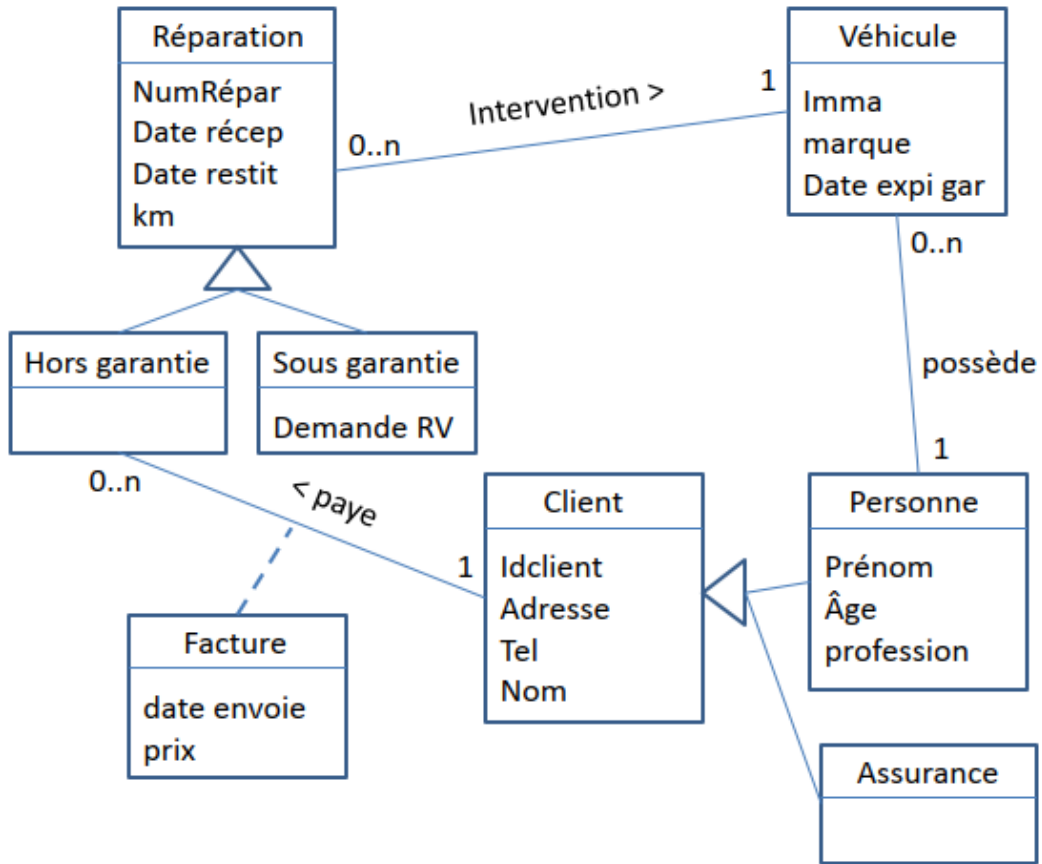 Réparation
NumRépar
Date récep
Date restit
km
Intervention >
0..n
1
Véhicule
Imma
marque
Date expi gar
0..n
possède
1
Hors garantie
Sous garantie
Demande RV
0..n
< paye
1
Client
Idclient
Adresse
Tel
Nom
Personne
Prénom
Âge
profession
Facture
date envoie
prix
Assurance